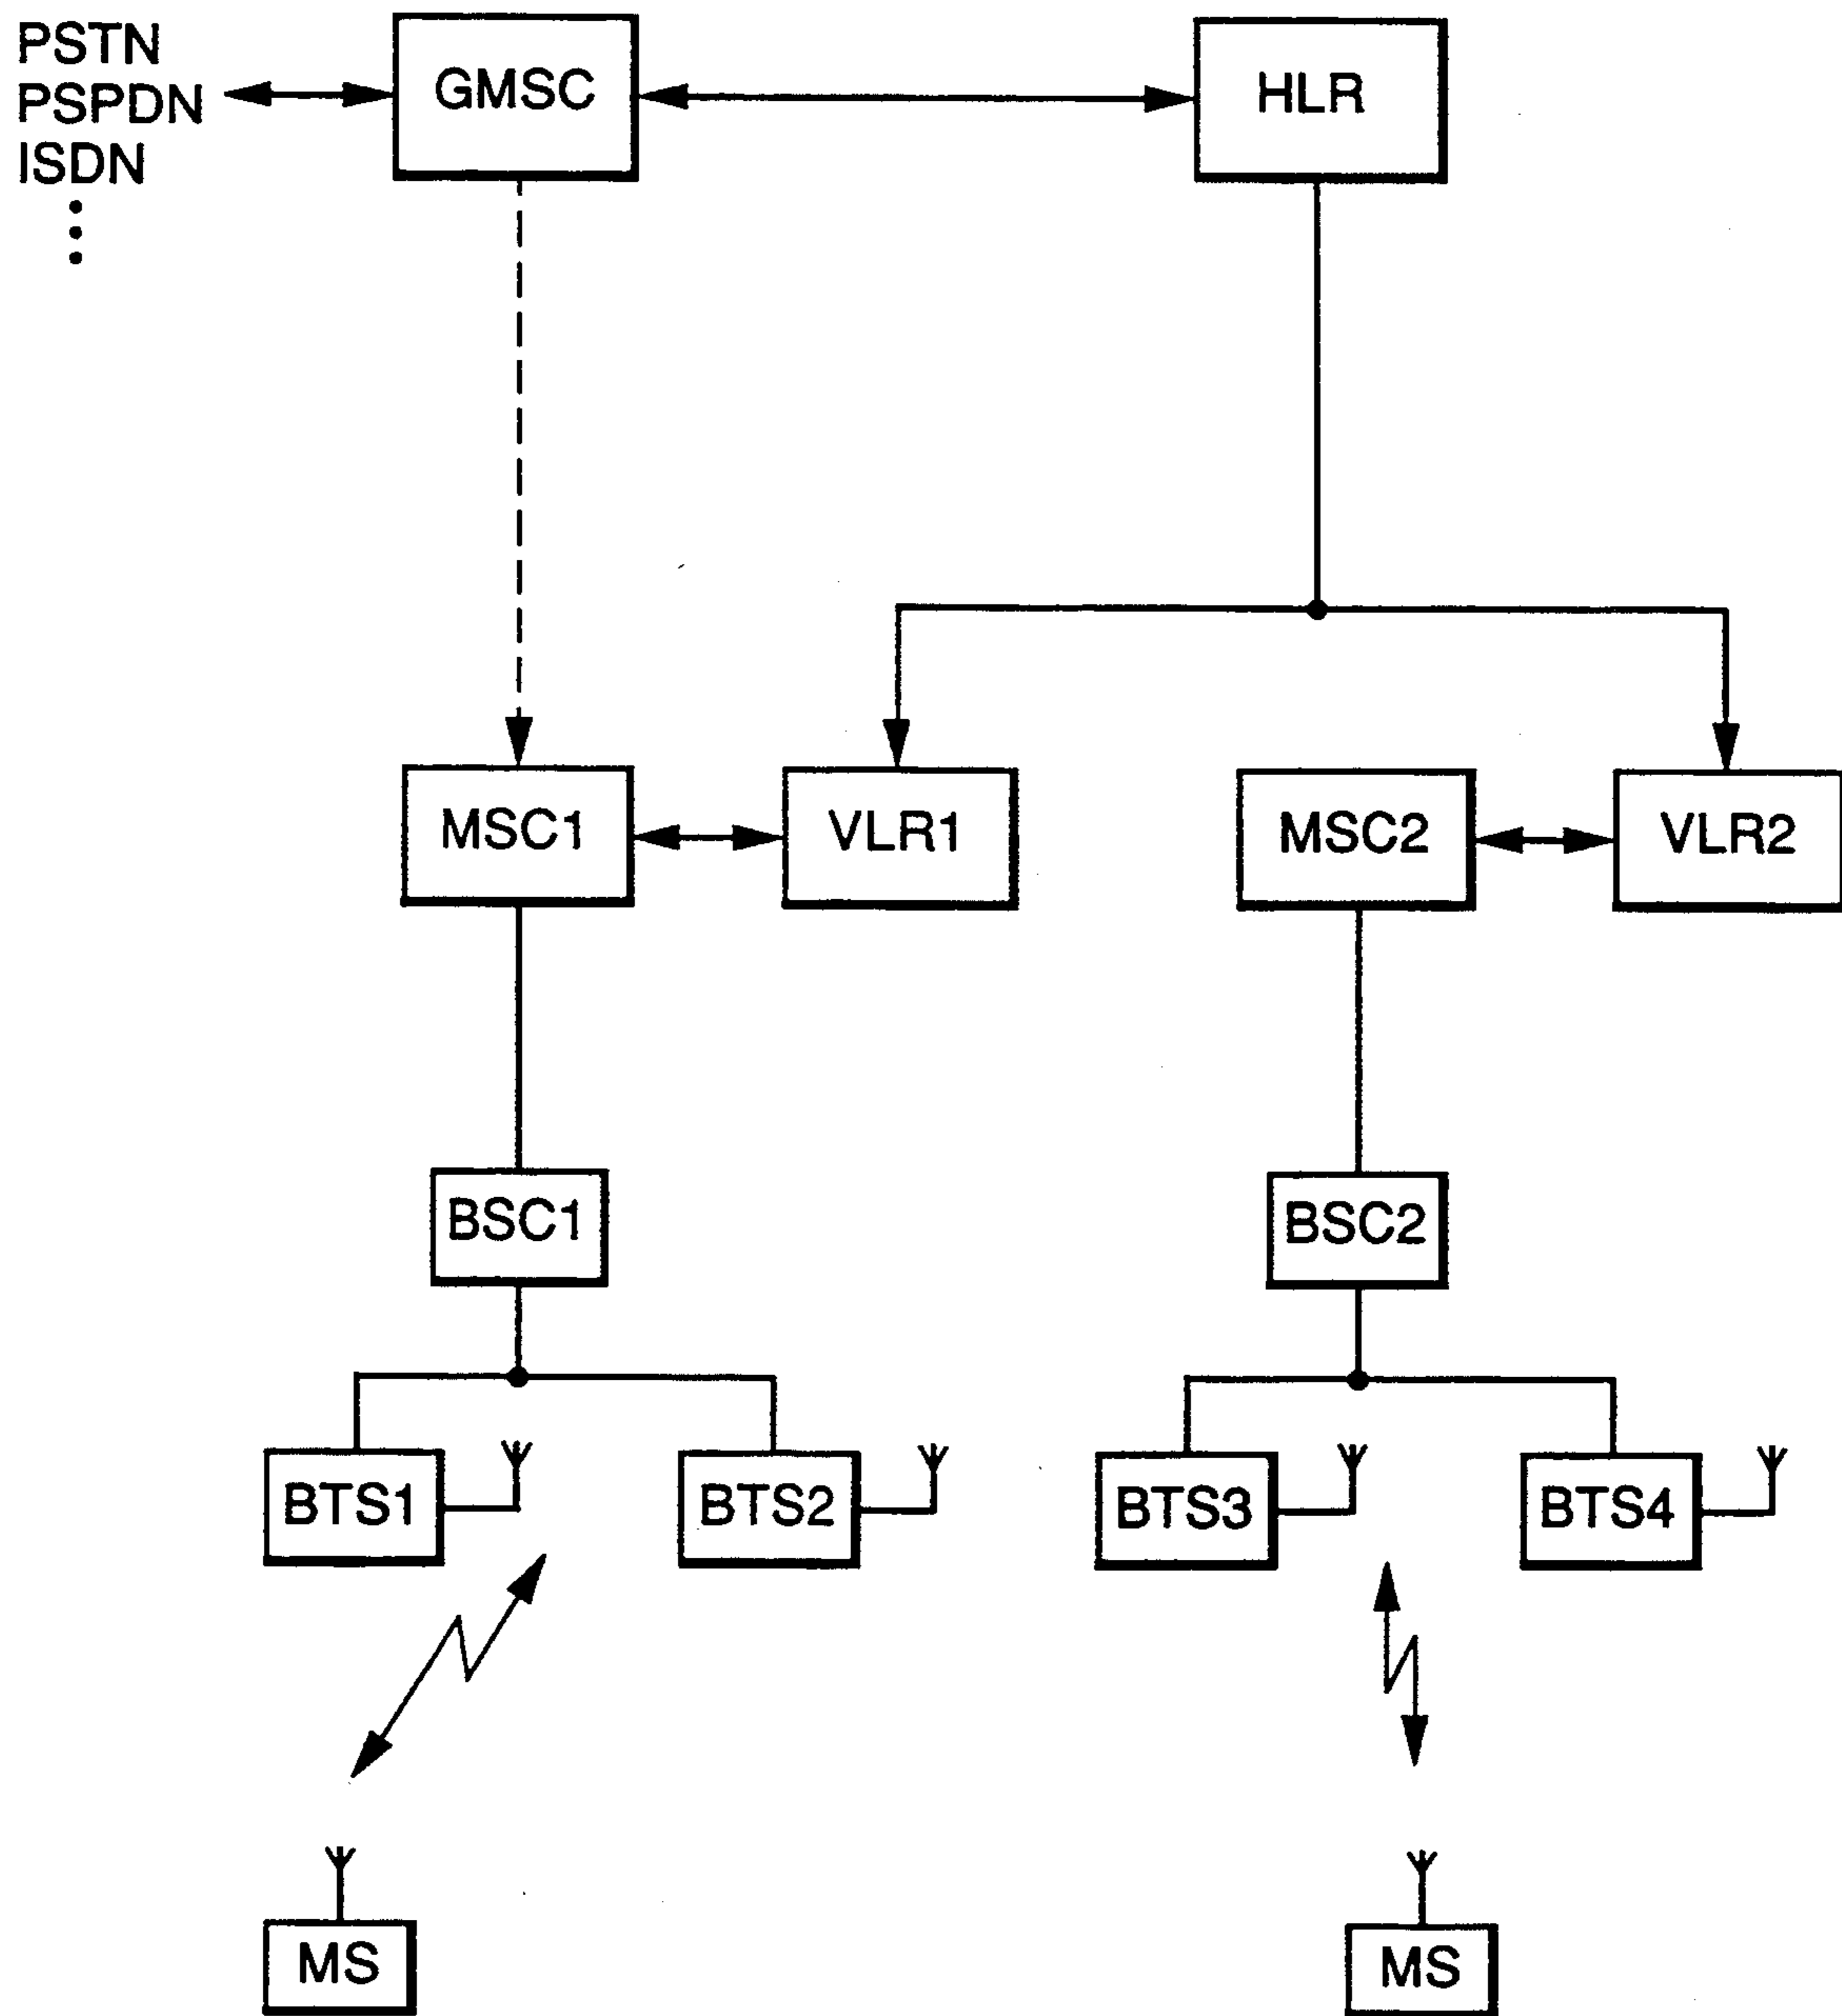 PSTN
PSPDN
ISDN
GMSC
HLR
MSC1
VLR1
MSC2
VLR2
BSC1
BSC2
BTS1
BTS2
BTS3
BTS4
MS
MS